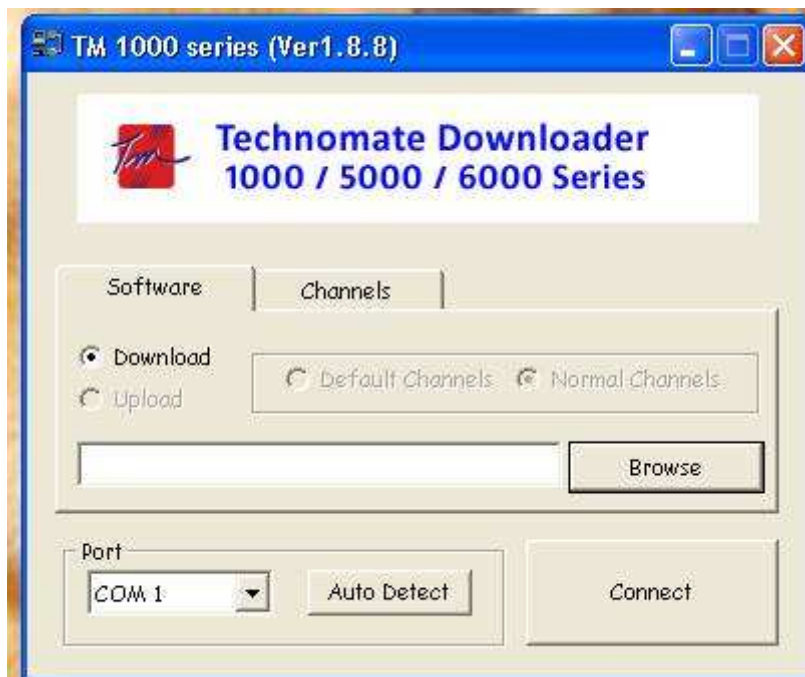 TM 1000 series (Ver1.8.8)
Tm
Technomate Downloader
1000 / 5000 / 6000 Series
Software
Channels
Download
Default Channels
Normal Channels
Upload
Browse
Port
COM 1
Auto Detect
Connect